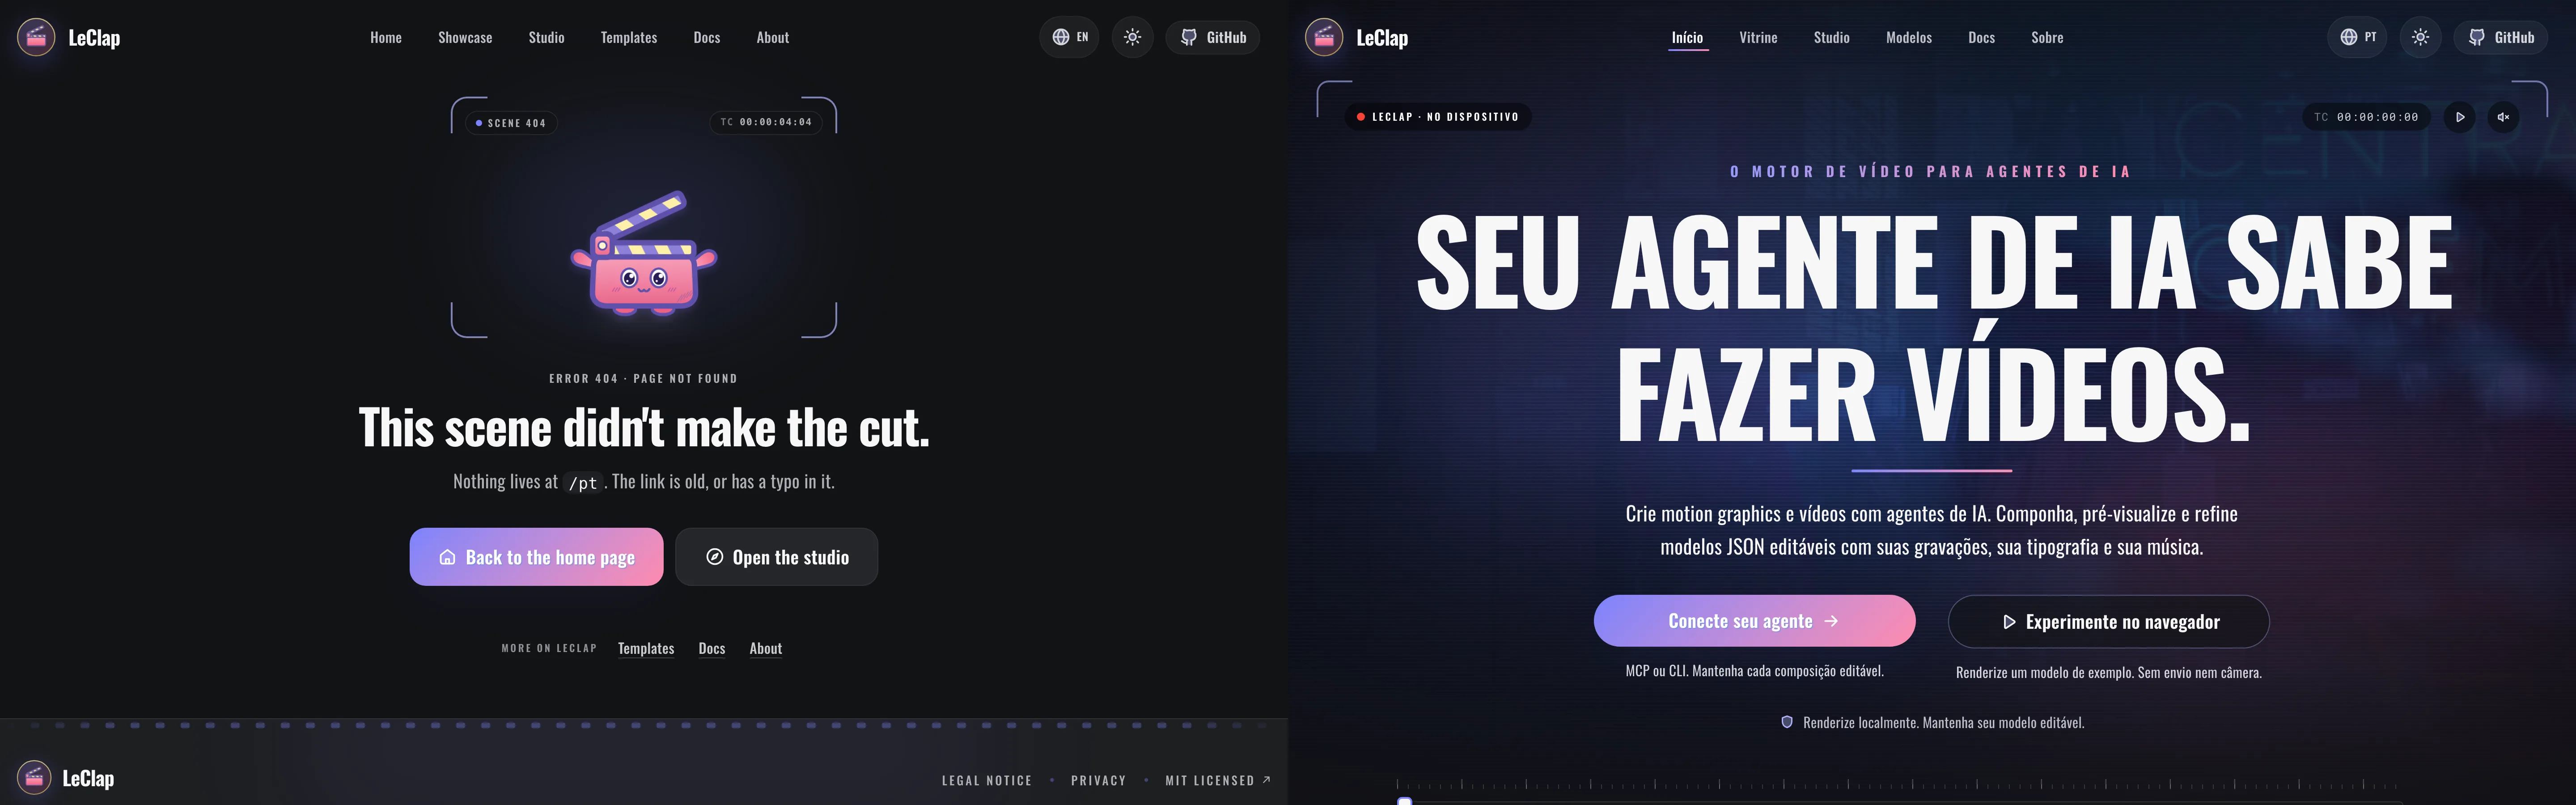 LeClap
Home Showcase Studio Templates Docs About
EN
GitHub
SCENE 404
TC 00:00:04:04
ERROR 404 · PAGE NOT FOUND
This scene didn't make the cut.
Nothing lives at /pt . The link is old, or has a typo in it.
Back to the home page
Open the studio
MORE ON LECLAP Templates Docs About
LeClap
LEGAL NOTICE • PRIVACY • MIT LICENSED ↗
LeClap
Início Vitrine Studio Modelos Docs Sobre
PT
GitHub
LECLAP · NO DISPOSITIVO
TC 00:00:00:00
O MOTOR DE VÍDEO PARA AGENTES DE IA
SEU AGENTE DE IA SABE
FAZER VÍDEOS.
Crie motion graphics e vídeos com agentes de IA. Componha, pré-visualize e refine
modelos JSON editáveis com suas gravações, sua tipografia e sua música.
Conecte seu agente →
Experimente no navegador
MCP ou CLI. Mantenha cada composição editável.
Renderize um modelo de exemplo. Sem envio nem câmera.
Renderize localmente. Mantenha seu modelo editável.